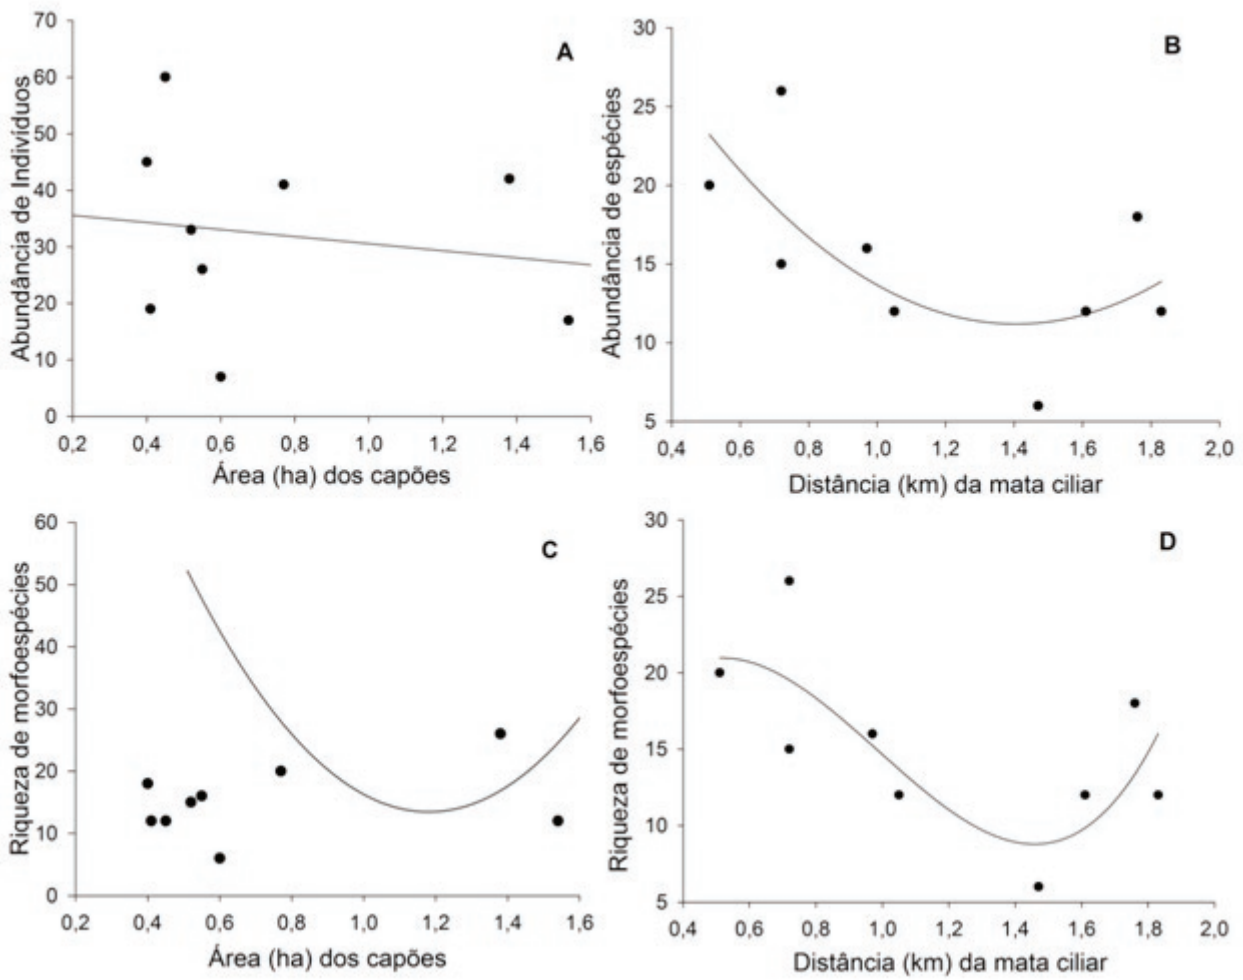 A
Abundância de Individuos
70
60
50
40
30
20
10
0
0,2 0,4 0,6 0,8 1,0 1,2 1,4 1,6
Área (ha) dos capões
B
Abundância de espécies
30
25
20
15
10
5
0,4 0,6 0,8 1,0 1,2 1,4 1,6 1,8 2,0
Distância (km) da mata ciliar
C
Riqueza de morfoespécies
60
50
40
30
20
10
0
0,2 0,4 0,6 0,8 1,0 1,2 1,4 1,6
Área (ha) dos capões
D
Riqueza de morfoespécies
30
25
20
15
10
5
0,4 0,6 0,8 1,0 1,2 1,4 1,6 1,8 2,0
Distância (km) da mata ciliar